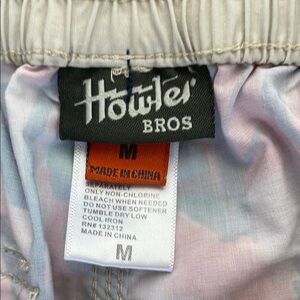 Howler
BROS
M
MADE IN CHINA
SEPARATELY
ONLY NON-CHLORINE
BLEACH WHEN NEEDED
DO NOT USE SOFTENER
TUMBLE DRY LOW
COOL IRON
RN# 132312
MADE IN CHINA
M